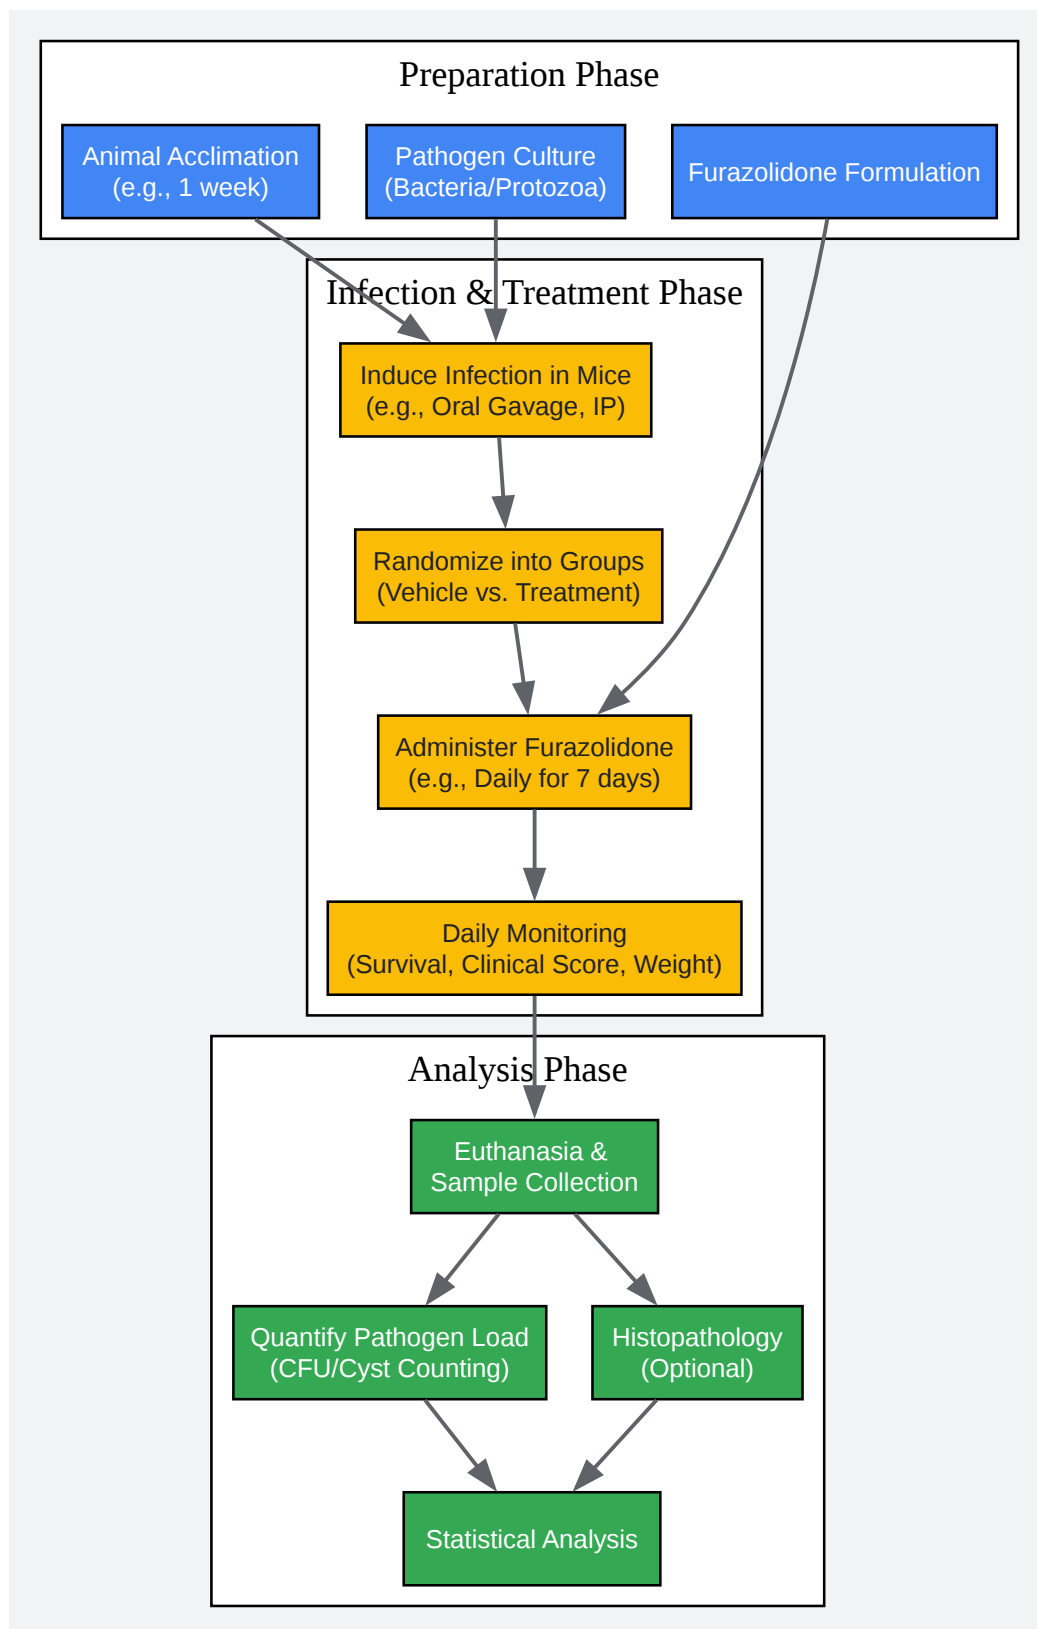 Preparation Phase
Animal Acclimation
(e.g., 1 week)
Pathogen Culture
(Bacteria/Protozoa)
Furazolidone Formulation
Infection & Treatment Phase
Induce Infection in Mice
(e.g., Oral Gavage, IP)
Randomize into Groups
(Vehicle vs. Treatment)
Administer Furazolidone
(e.g., Daily for 7 days)
Daily Monitoring
(Survival, Clinical Score, Weight)
Analysis Phase
Euthanasia &
Sample Collection
Quantify Pathogen Load
(CFU/Cyst Counting)
Histopathology
(Optional)
Statistical Analysis